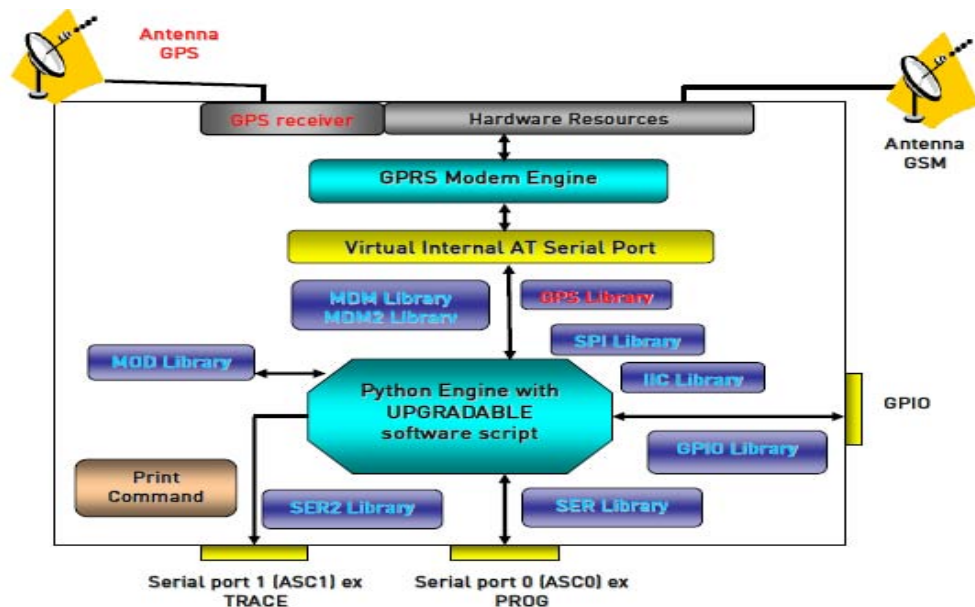 Antenna
GPS
GPS receiver
Hardware Resources
Antenna
GSM
GPRS Modem Engine
Virtual Internal AT Serial Port
MDM Library
MDM2 Library
GPS Library
SPI Library
MOD Library
IIC Library
Python Engine with
UPGRADABLE
software script
GPIO
GPIO Library
Print
Command
SER2 Library
SER Library
Serial port 1 (ASC1) ex
TRACE
Serial port 0 (ASC0) ex
PROG